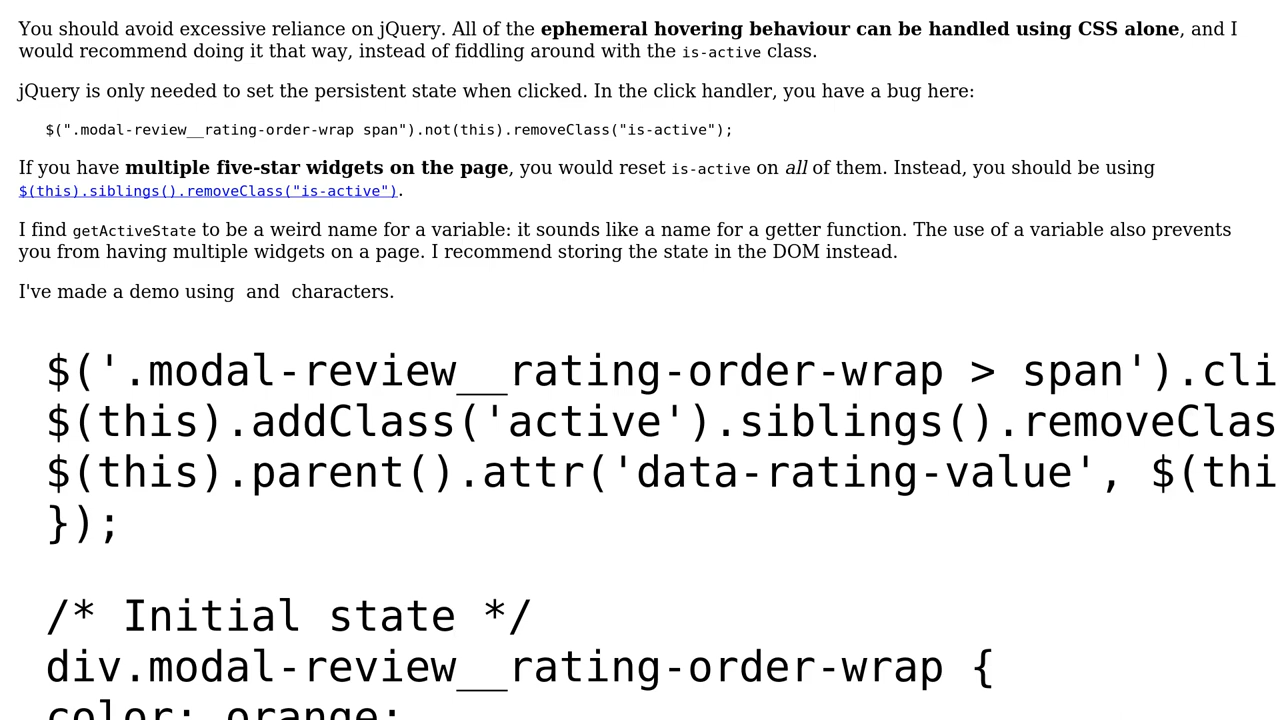 You should avoid excessive reliance on jQuery. All of the ephemeral hovering behaviour can be handled using CSS alone, and I
would recommend doing it that way, instead of fiddling around with the is-active class.
jQuery is only needed to set the persistent state when clicked. In the click handler, you have a bug here:
$(".modal-review__rating-order-wrap span").not(this).removeClass("is-active");
If you have multiple five-star widgets on the page, you would reset is-active on all of them. Instead, you should be using
$(this).siblings().removeClass("is-active").
I find getActiveState to be a weird name for a variable: it sounds like a name for a getter function. The use of a variable also prevents
you from having multiple widgets on a page. I recommend storing the state in the DOM instead.
I've made a demo using  and  characters.
$('.modal-review__rating-order-wrap > span').cli
$(this).addClass('active').siblings().removeClas
$(this).parent().attr('data-rating-value', $(thi
});
/* Initial state */
div.modal-review__rating-order-wrap {
color: orange;